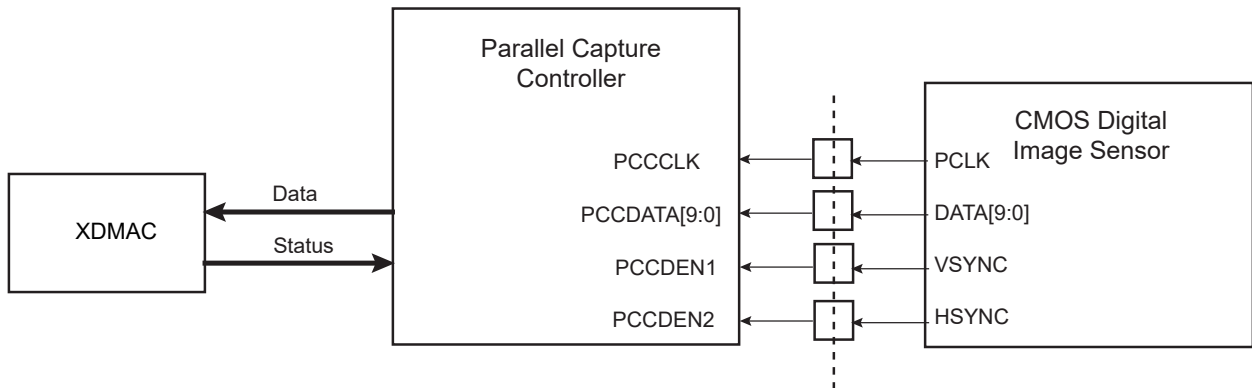 Parallel Capture
Controller
CMOS Digital
Image Sensor
PCCCLK
PCLK
Data
PCCDATA[9:0]
DATA[9:0]
XDMAC
Status
PCCDEN1
VSYNC
PCCDEN2
HSYNC